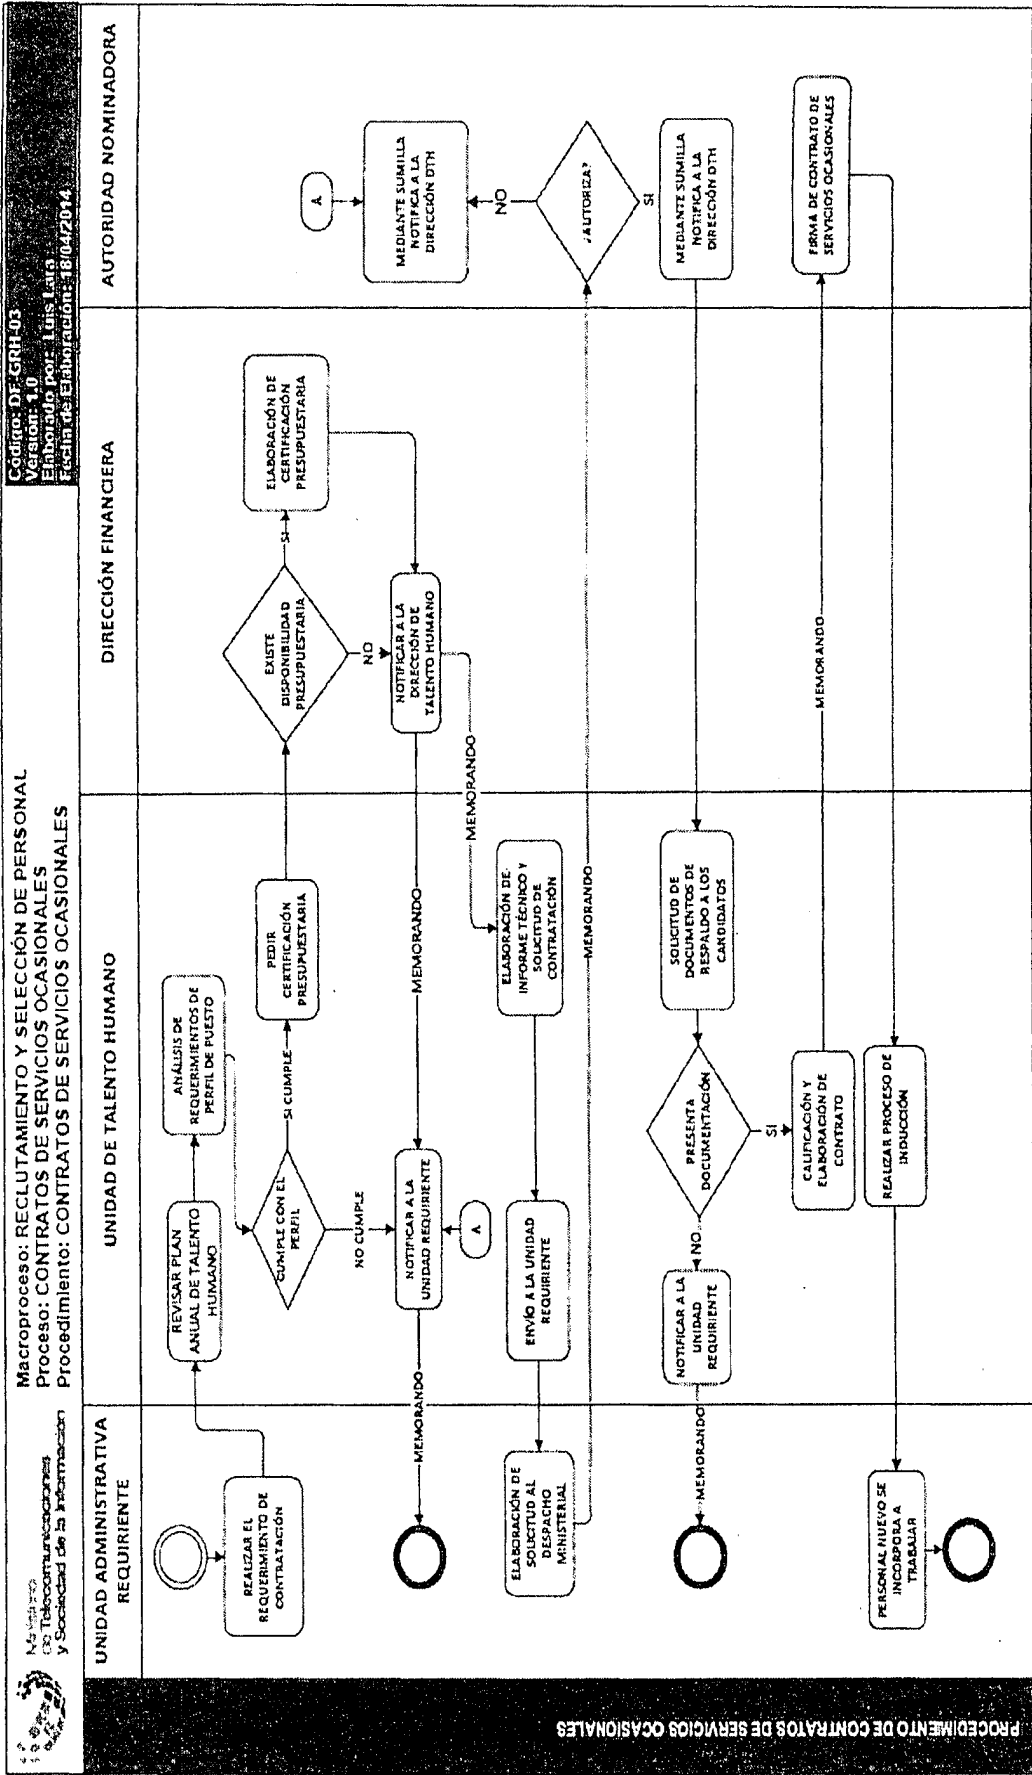 Ministerio
de Telecomunicaciones
y Sociedad de la Información
Macroproceso: RECLUTAMIENTO Y SELECCIÓN DE PERSONAL
Proceso: CONTRATOS DE SERVICIOS OCASIONALES
Procedimiento: CONTRATOS DE SERVICIOS OCASIONALES
Código: DF-GRH-03
Versión: 1.0
Elaborado por: Luis Lara
Fecha de Elaboración: 18/04/2014
UNIDAD ADMINISTRATIVA
REQUIRIENTE
UNIDAD DE TALENTO HUMANO
DIRECCIÓN FINANCIERA
AUTORIDAD NOMINADORA
PROCEDIMIENTO DE CONTRATOS DE SERVICIOS OCASIONALES
REALIZAR EL
REQUERIMIENTO DE
CONTRATACIÓN
REVISAR PLAN
ANUAL DE TALENTO
HUMANO
ANÁLISIS DE
REQUERIMIENTOS DE
PERFIL DE PUESTO
CUMPLE CON EL
PERFIL
SI CUMPLE
NO CUMPLE
PEDIR
CERTIFICACIÓN
PRESUPUESTARIA
EXISTE
DISPONIBILIDAD
PRESUPUESTARIA
SI
NO
ELABORACIÓN DE
CERTIFICACIÓN
PRESUPUESTARIA
NOTIFICAR A LA
DIRECCIÓN DE
TALENTO HUMANO
MEMORANDO
NOTIFICAR A LA
UNIDAD REQUIRIENTE
A
MEMORANDO
MEMORANDO
ELABORACIÓN DE
INFORME TÉCNICO Y
SOLICITUD DE
CONTRATACIÓN
ENVÍO A LA UNIDAD
REQUIRIENTE
ELABORACIÓN DE
SOLICITUD AL
DESPACHO
MINISTERIAL
MEMORANDO
¿AUTORIZA?
NO
SI
A
MEDIANTE SUMILLA
NOTIFICA A LA
DIRECCIÓN DTH
MEDIANTE SUMILLA
NOTIFICA A LA
DIRECCIÓN DTH
SOLICITUD DE
DOCUMENTOS DE
RESPALDO A LOS
CANDIDATOS
PRESENTA
DOCUMENTACIÓN
NO
SI
NOTIFICAR A LA
UNIDAD
REQUIRIENTE
MEMORANDO
CALIFICACIÓN Y
ELABORACIÓN DE
CONTRATO
MEMORANDO
FIRMA DE CONTRATO DE
SERVICIOS OCASIONALES
REALIZAR PROCESO DE
INDUCCIÓN
PERSONAL NUEVO SE
INCORPORA A
TRABAJAR